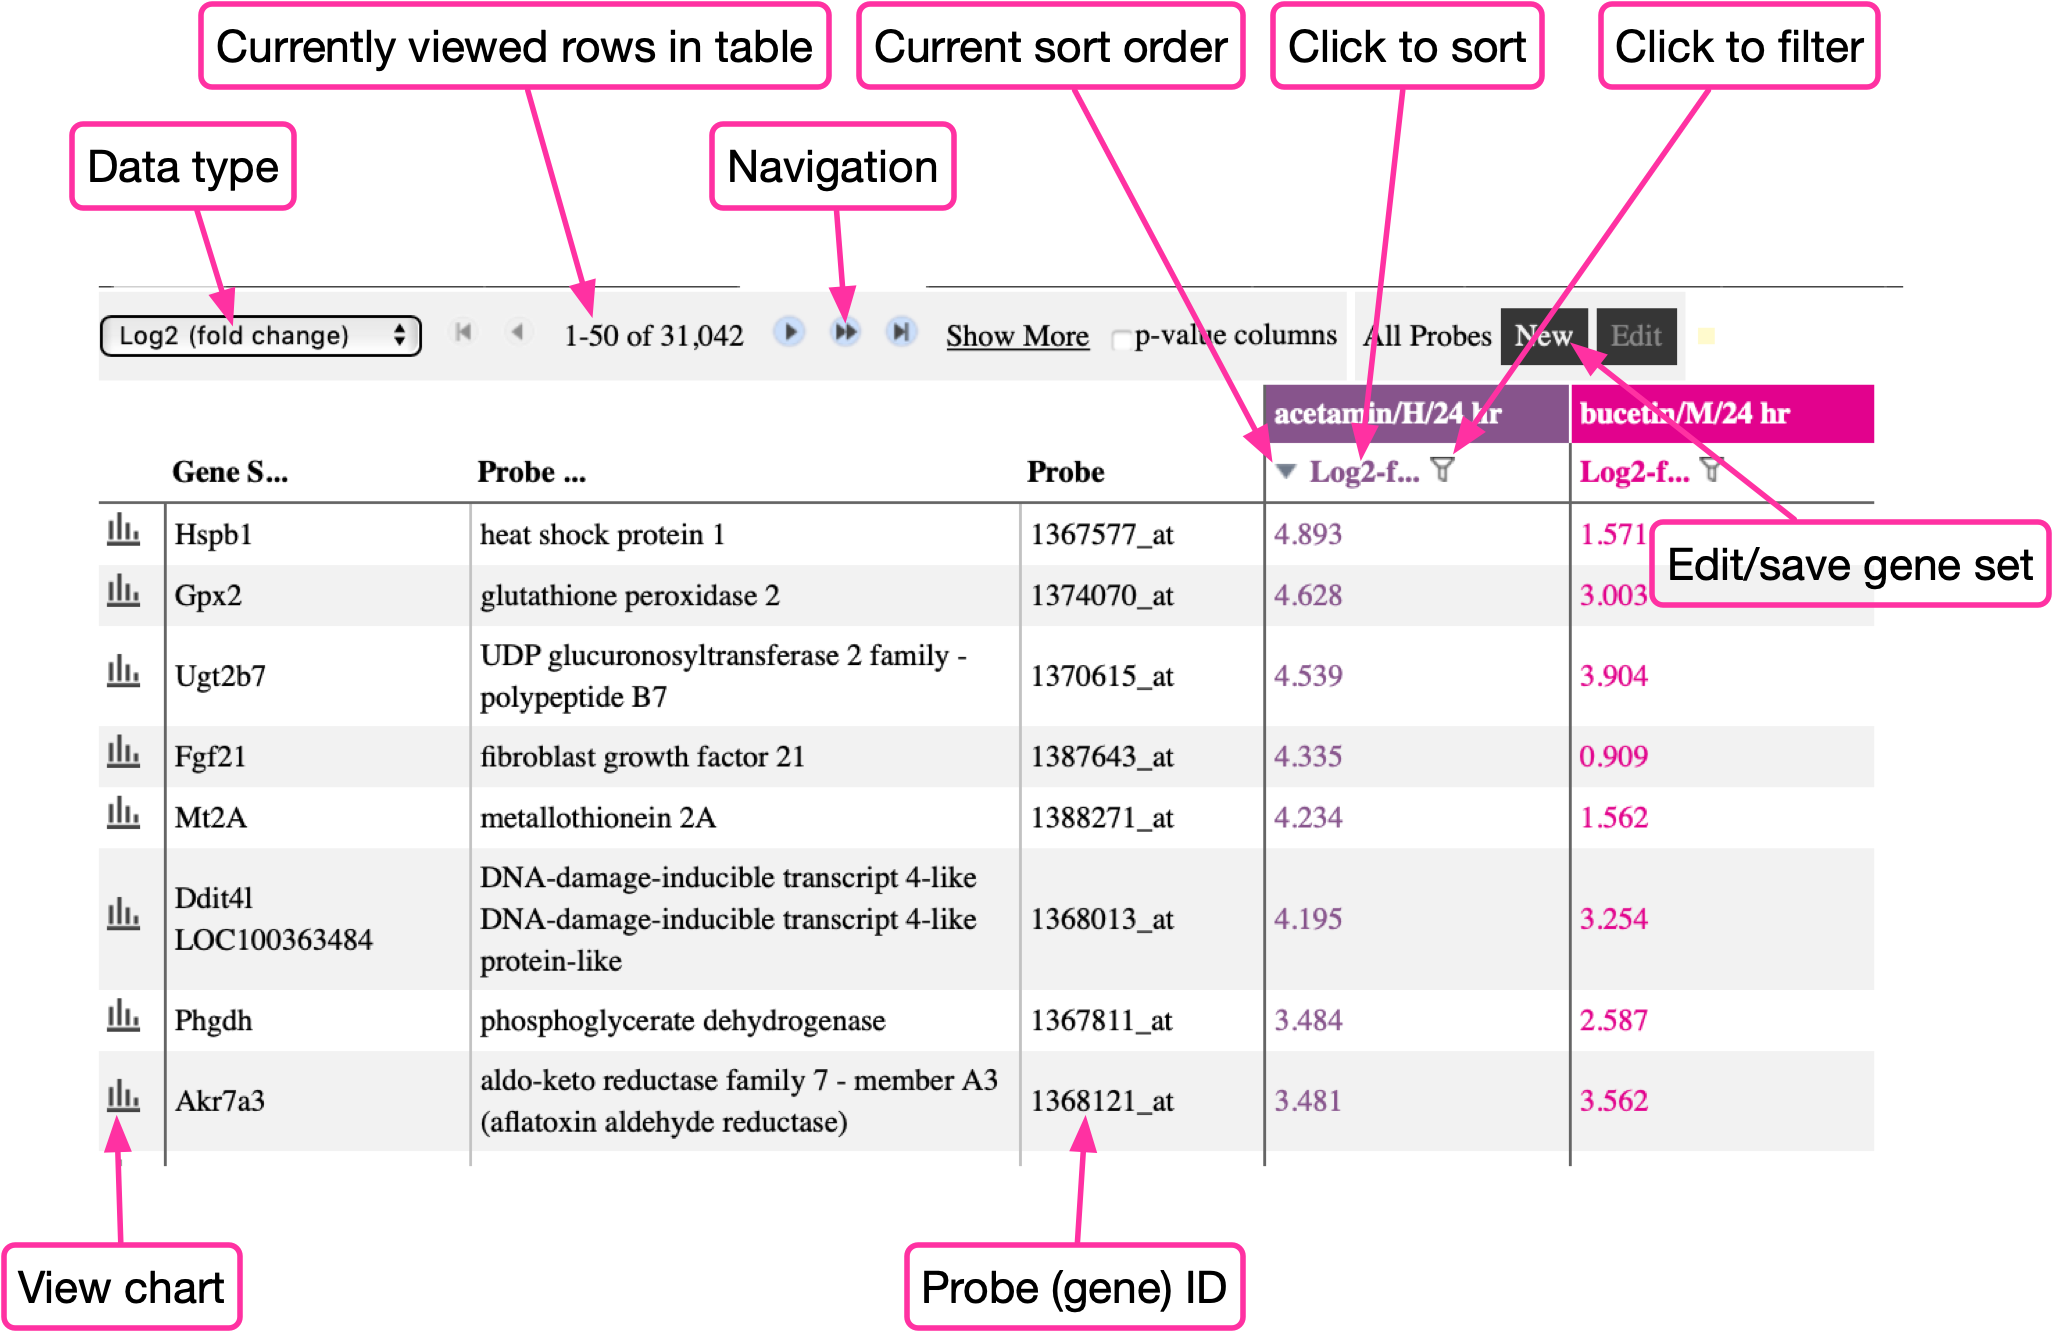 Currently viewed rows in table
Current sort order
Click to sort
Click to filter
Data type
Navigation
Log2 (fold change)
1-50 of 31,042
Show More
p-value columns
All Probes
New
Edit
acetamin/H/24 hr
bucetin/M/24 hr
Gene S...
Probe ...
Probe
Log2-f...
Log2-f...
Hspb1
heat shock protein 1
1367577_at
4.893
1.571
Edit/save gene set
Gpx2
glutathione peroxidase 2
1374070_at
4.628
3.003
Ugt2b7
UDP glucuronosyltransferase 2 family -
polypeptide B7
1370615_at
4.539
3.904
Fgf21
fibroblast growth factor 21
1387643_at
4.335
0.909
Mt2A
metallothionein 2A
1388271_at
4.234
1.562
Ddit4l
LOC100363484
DNA-damage-inducible transcript 4-like
DNA-damage-inducible transcript 4-like
protein-like
1368013_at
4.195
3.254
Phgdh
phosphoglycerate dehydrogenase
1367811_at
3.484
2.587
Akr7a3
aldo-keto reductase family 7 - member A3
(aflatoxin aldehyde reductase)
1368121_at
3.481
3.562
View chart
Probe (gene) ID